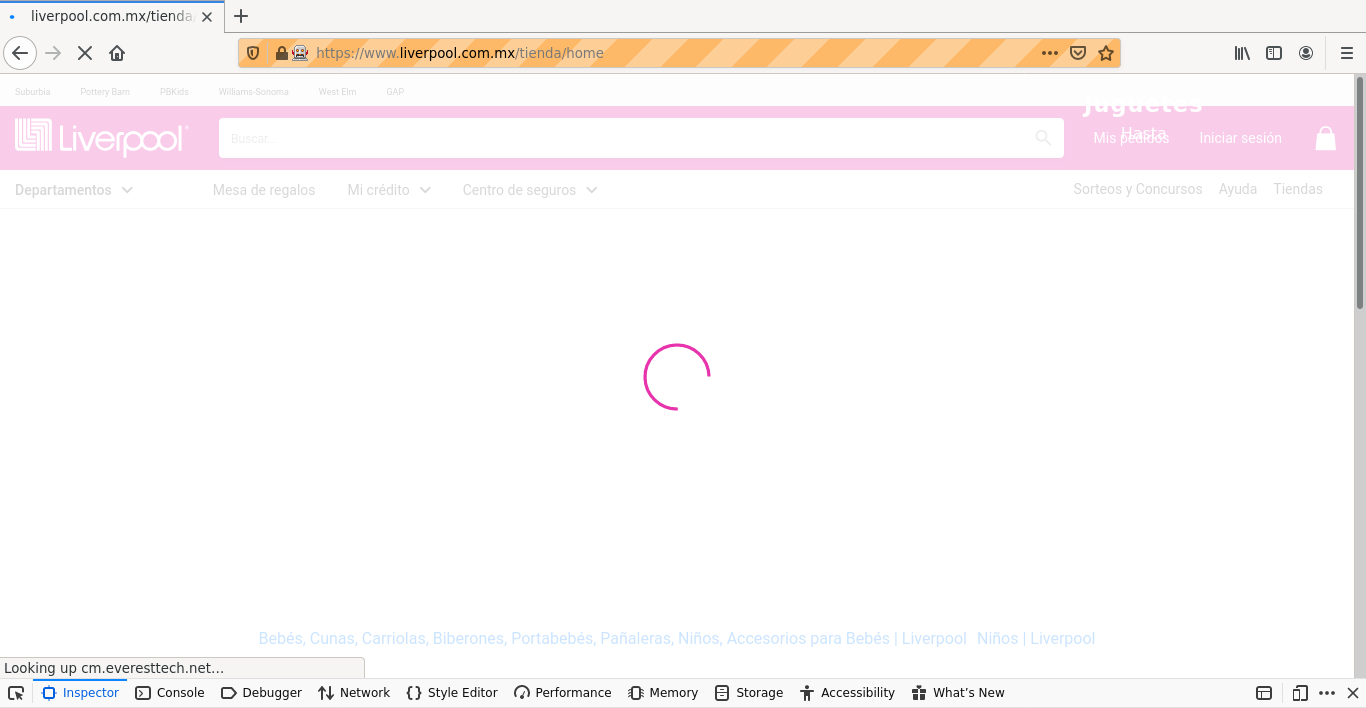 liverpool.com.mx/tienda
https://www.liverpool.com.mx/tienda/home
Suburbia Pottery Barn PBKids Williams-Sonoma West Elm GAP
Juguetes
Hasta
Liverpool
Buscar...
Mis pedidos Iniciar sesión
Departamentos Mesa de regalos Mi crédito Centro de seguros Sorteos y Concursos Ayuda Tiendas
Bebés, Cunas, Carriolas, Biberones, Portabebés, Pañaleras, Niños, Accesorios para Bebés | Liverpool Niños | Liverpool
Looking up cm.everesttech.net…
Inspector Console Debugger Network Style Editor Performance Memory Storage Accessibility What's New